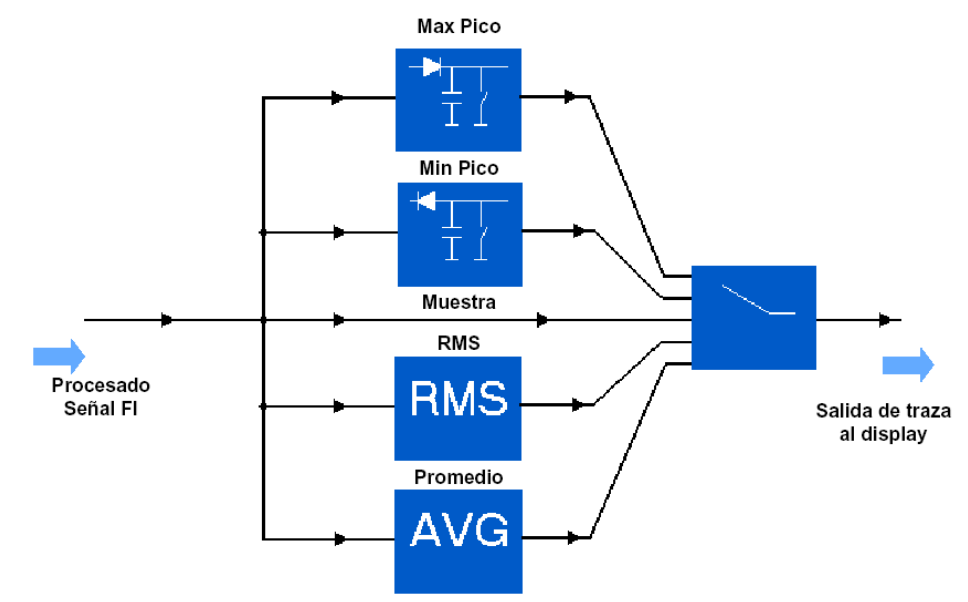 Max Pico
Min Pico
Muestra
RMS
RMS
Procesado
Señal FI
Salida de traza
al display
Promedio
AVG